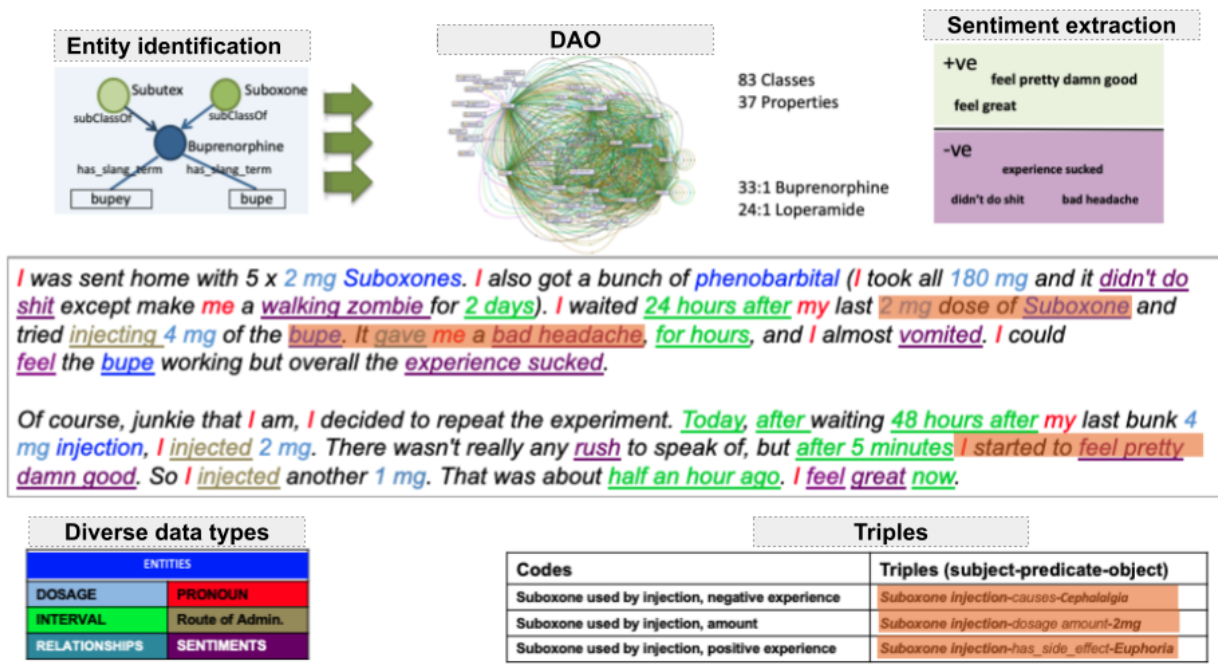 Entity identification
DAO
Sentiment extraction
Subutex
Suboxone
subClassOf
subClassOf
Buprenorphine
has_slang_term
has_slang_term
bupey
bupe
83 Classes
37 Properties
33:1 Buprenorphine
24:1 Loperamide
+ve
feel pretty damn good
feel great
-ve
experience sucked
didn't do shit
bad headache
I was sent home with 5 x 2 mg Suboxones. I also got a bunch of phenobarbital (I took all 180 mg and it didn't do
shit except make me a walking zombie for 2 days). I waited 24 hours after my last 2 mg dose of Suboxone and
tried injecting 4 mg of the bupe. It gave me a bad headache, for hours, and I almost vomited. I could
feel the bupe working but overall the experience sucked.
Of course, junkie that I am, I decided to repeat the experiment. Today, after waiting 48 hours after my last bunk 4
mg injection, I injected 2 mg. There wasn't really any rush to speak of, but after 5 minutes I started to feel pretty
damn good. So I injected another 1 mg. That was about half an hour ago. I feel great now.
Diverse data types
ENTITIES
DOSAGE
PRONOUN
INTERVAL
Route of Admin.
RELATIONSHIPS
SENTIMENTS
Triples
Codes
Triples (subject-predicate-object)
Suboxone used by injection, negative experience
Suboxone injection-causes-Cephalalgia
Suboxone used by injection, amount
Suboxone injection-dosage amount-2mg
Suboxone used by injection, positive experience
Suboxone injection-has_side_effect-Euphoria